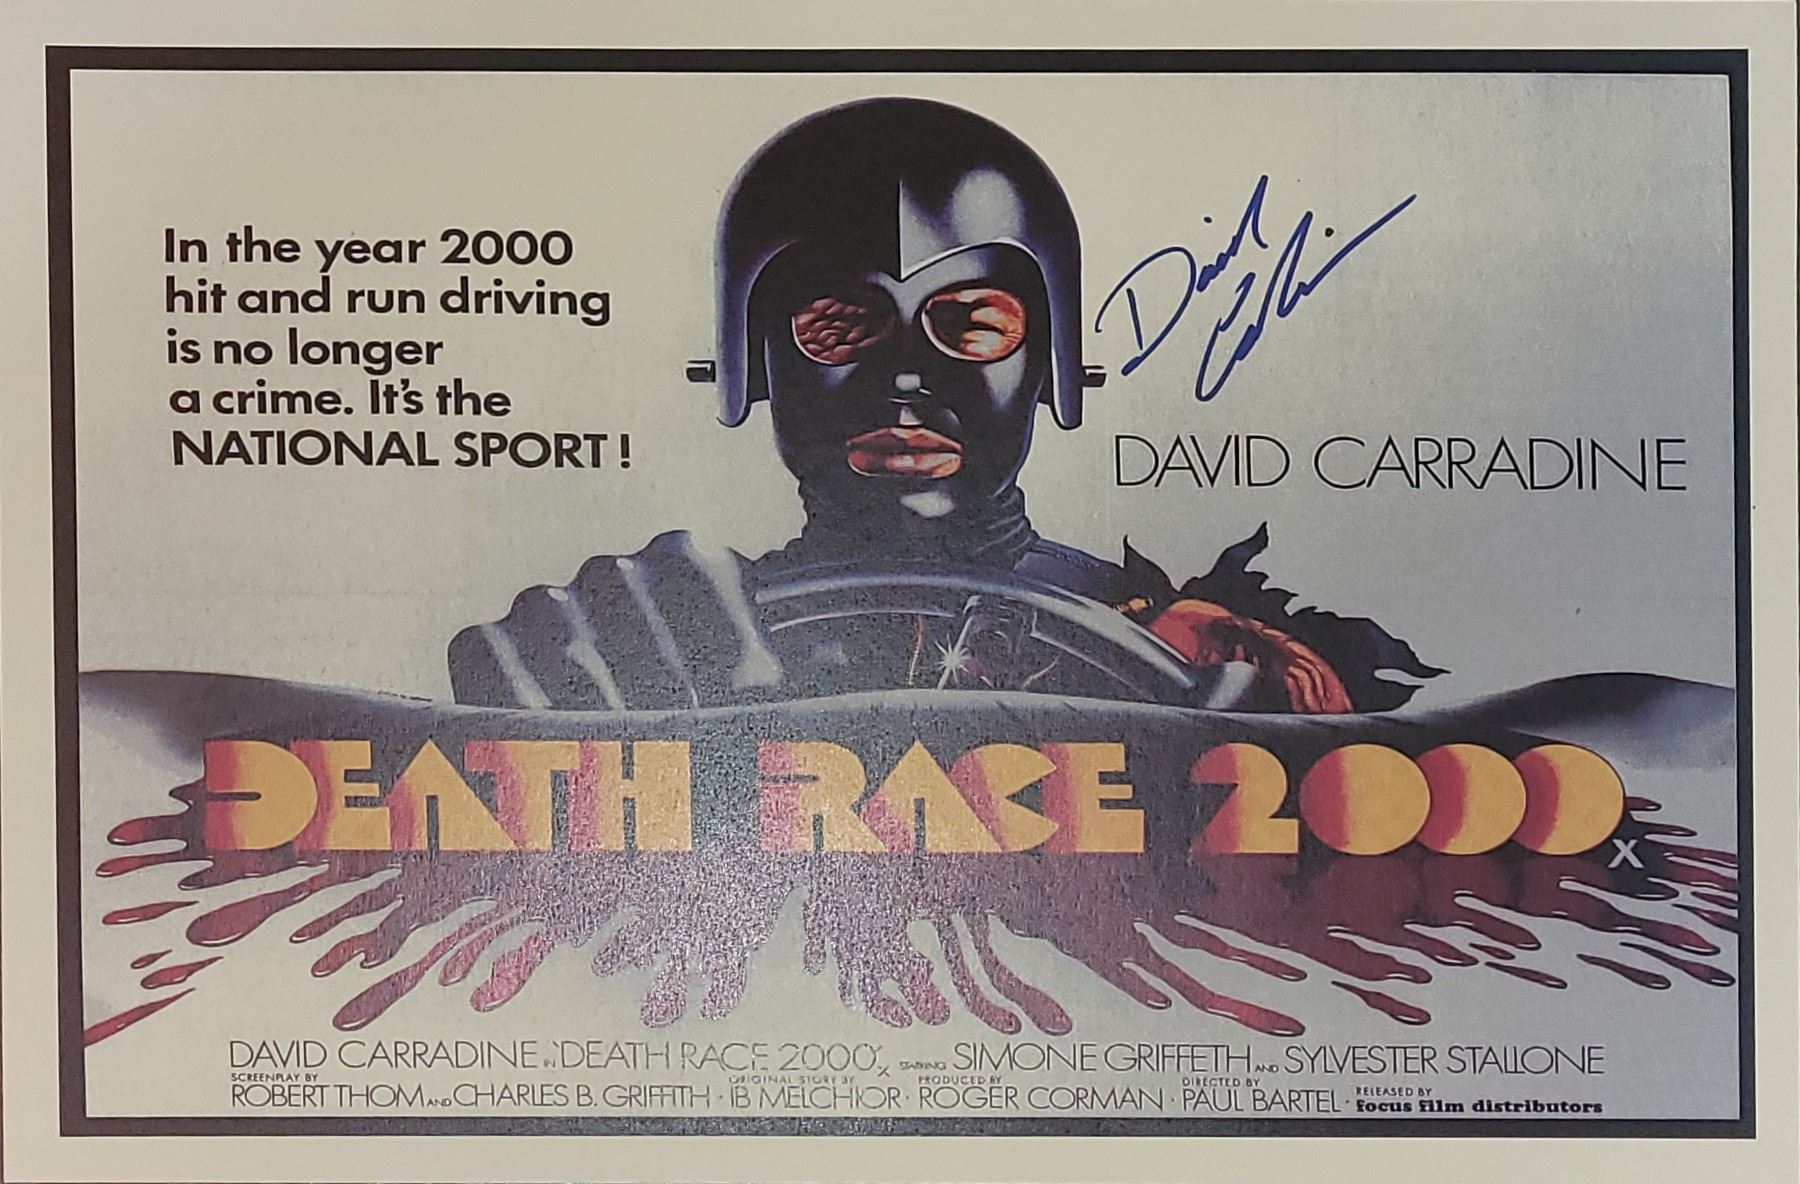 In the year 2000
hit and run driving
is no longer
a crime. It's the
NATIONAL SPORT!
David Carradine
DAVID CARRADINE
DEATH RACE 2000 X
DAVID CARRADINE IN 'DEATH RACE 2000' X STARRING SIMONE GRIFFETH AND SYLVESTER STALLONE
SCREENPLAY BY ROBERT THOM AND CHARLES B. GRIFFITH · ORIGINAL STORY BY IB MELCHIOR · PRODUCED BY ROGER CORMAN · DIRECTED BY PAUL BARTEL · RELEASED BY focus film distributors